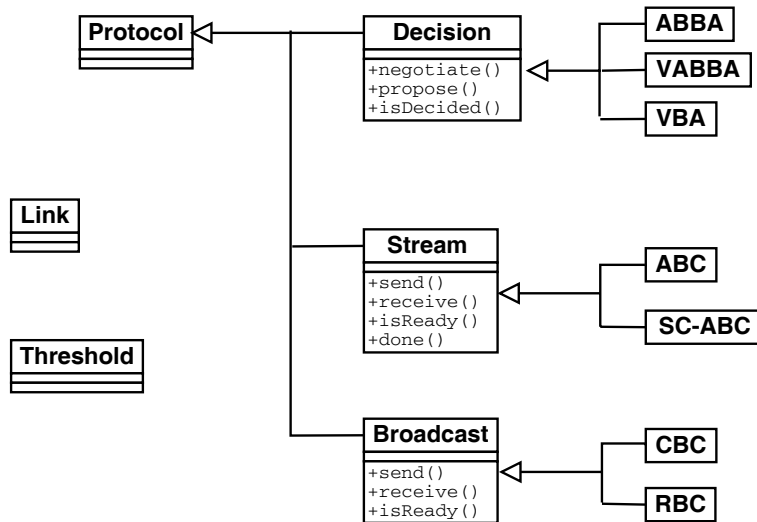 Protocol
Decision
+negotiate()
+propose()
+isDecided()
ABBA
VABBA
VBA
Link
Stream
+send()
+receive()
+isReady()
+done()
ABC
SC-ABC
Threshold
Broadcast
+send()
+receive()
+isReady()
CBC
RBC